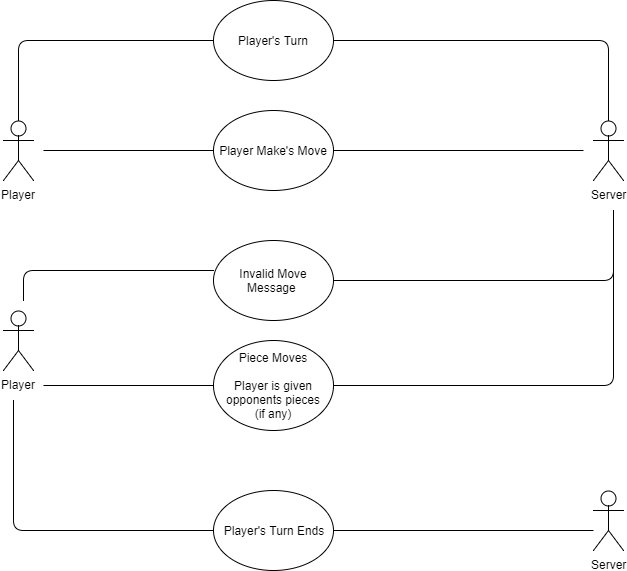 Player's Turn
Player Make's Move
Player
Server
Invalid Move
Message
Piece Moves
Player is given
opponents pieces
(if any)
Player
Player's Turn Ends
Server